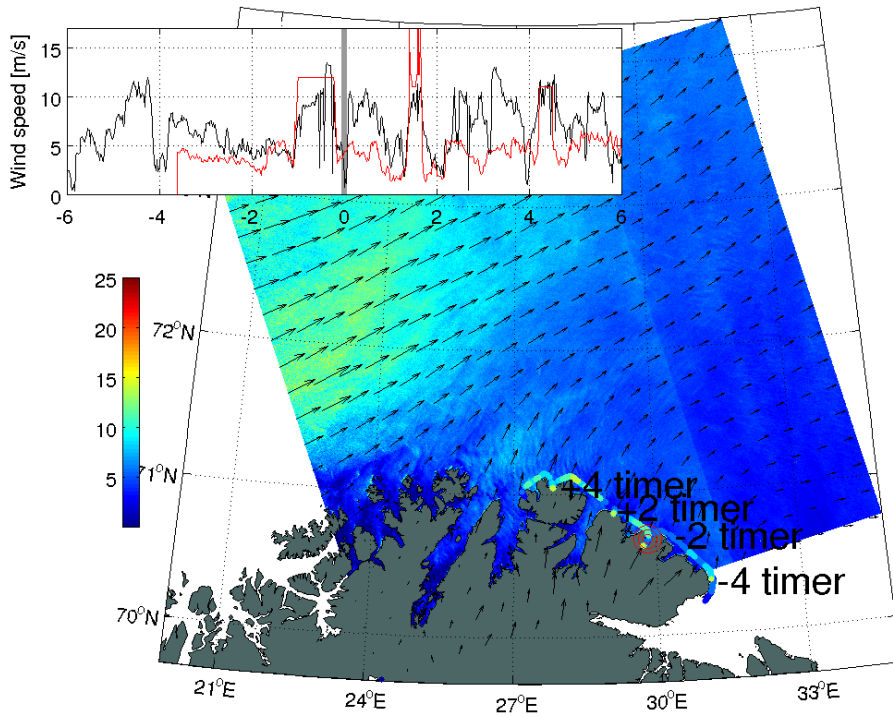 Wind speed [m/s]
15
10
5
0
-6 -4 -2 0 2 4 6
25
20
15
10
5
72°N
71°N
70°N
+4 timer
+2 timer
-2 timer
-4 timer
21°E 24°E 27°E 30°E 33°E